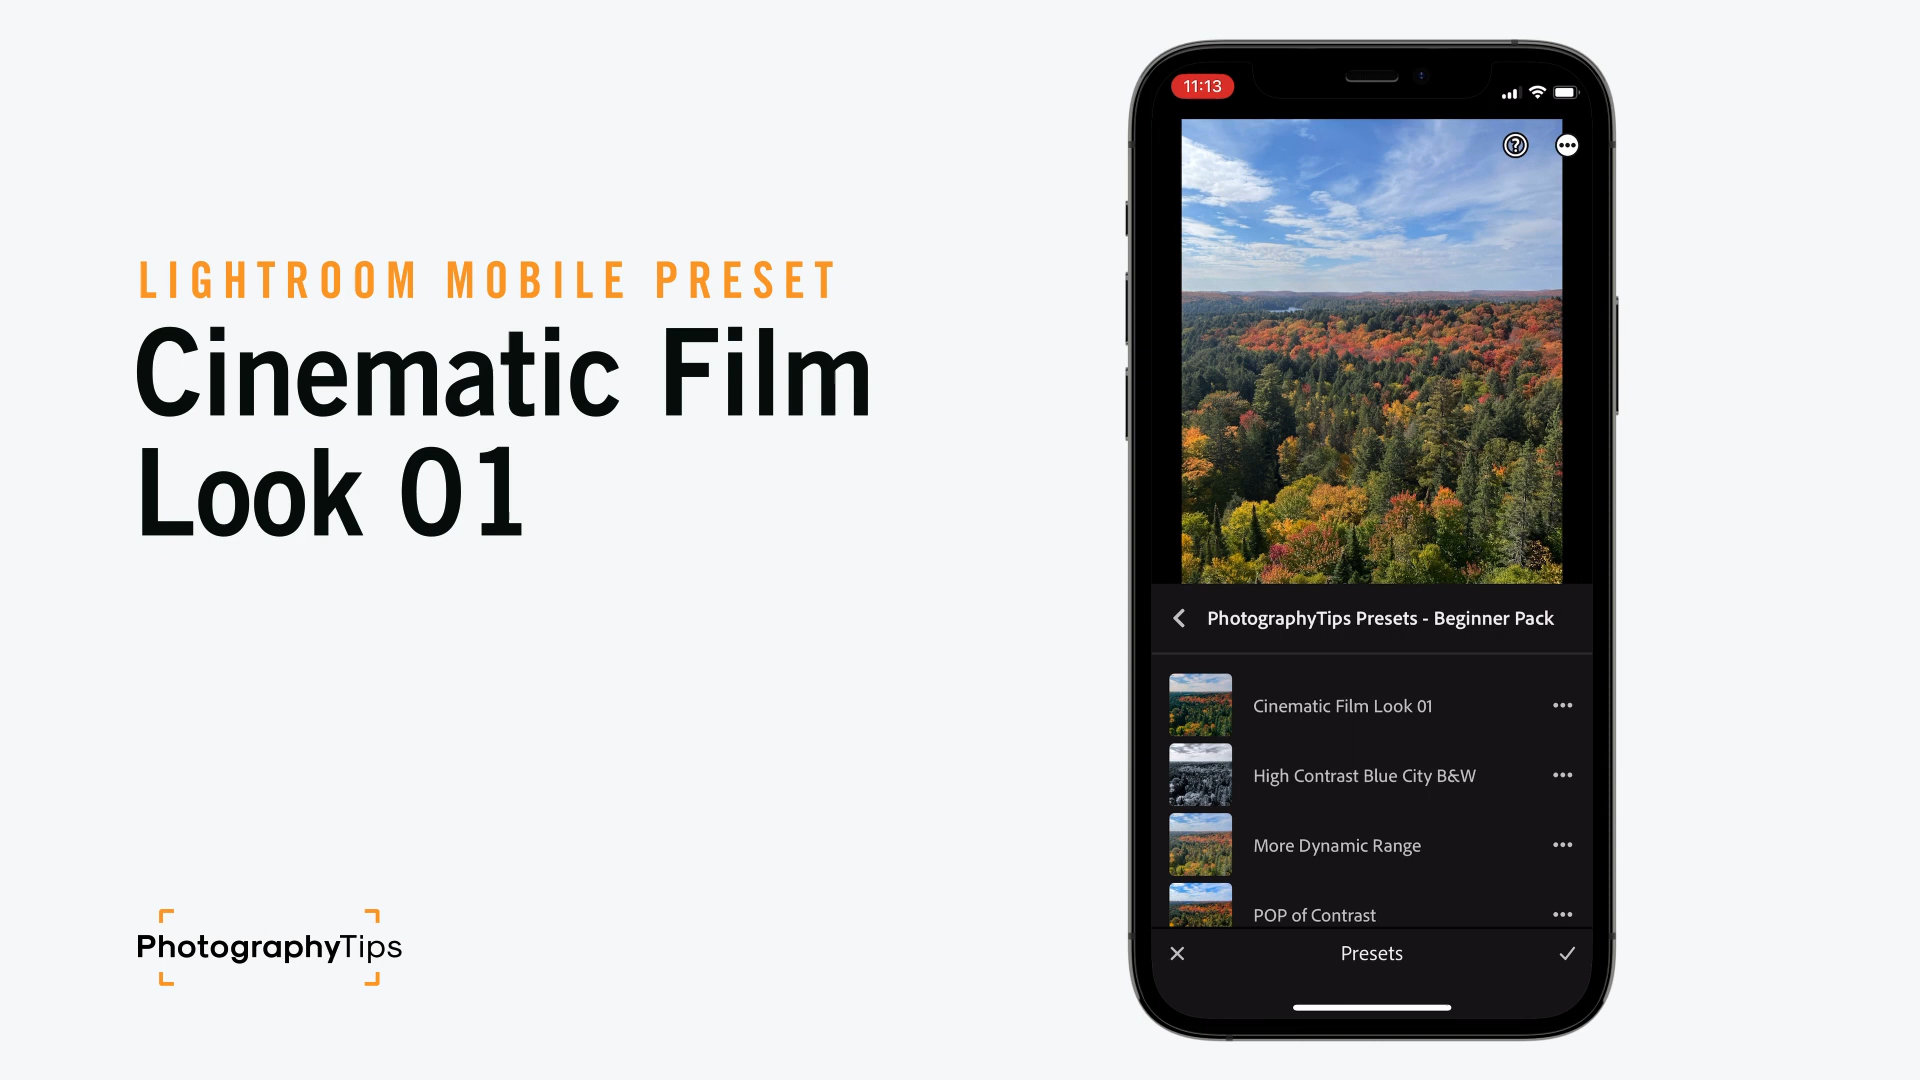 LIGHTROOM MOBILE PRESET
Cinematic Film
Look 01
PhotographyTips
11:13
?
PhotographyTips Presets - Beginner Pack
Cinematic Film Look 01
High Contrast Blue City B&W
More Dynamic Range
POP of Contrast
Presets